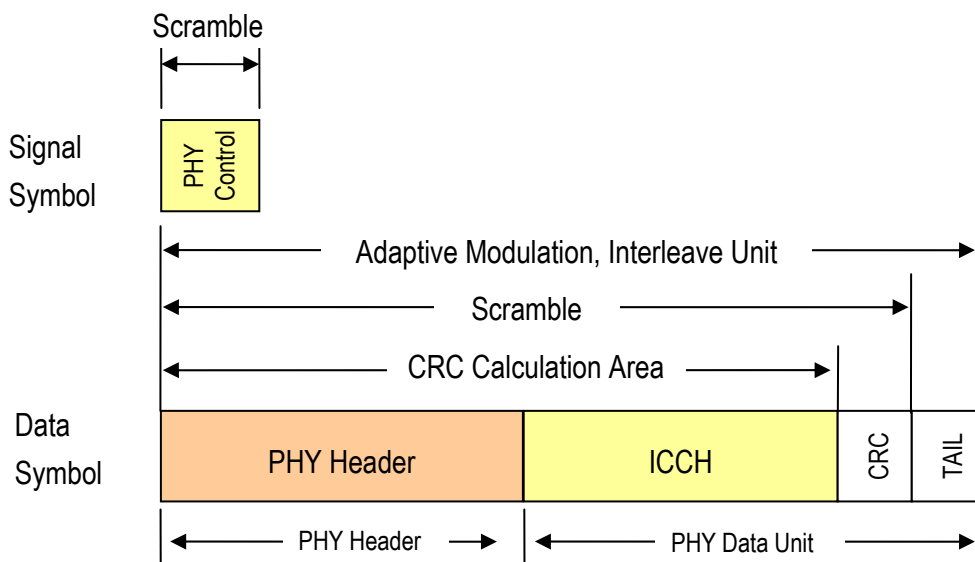 Scramble
Signal
Symbol
PHY
Control
Adaptive Modulation, Interleave Unit
Scramble
CRC Calculation Area
Data
Symbol
PHY Header
ICCH
CRC
TAIL
PHY Header
PHY Data Unit